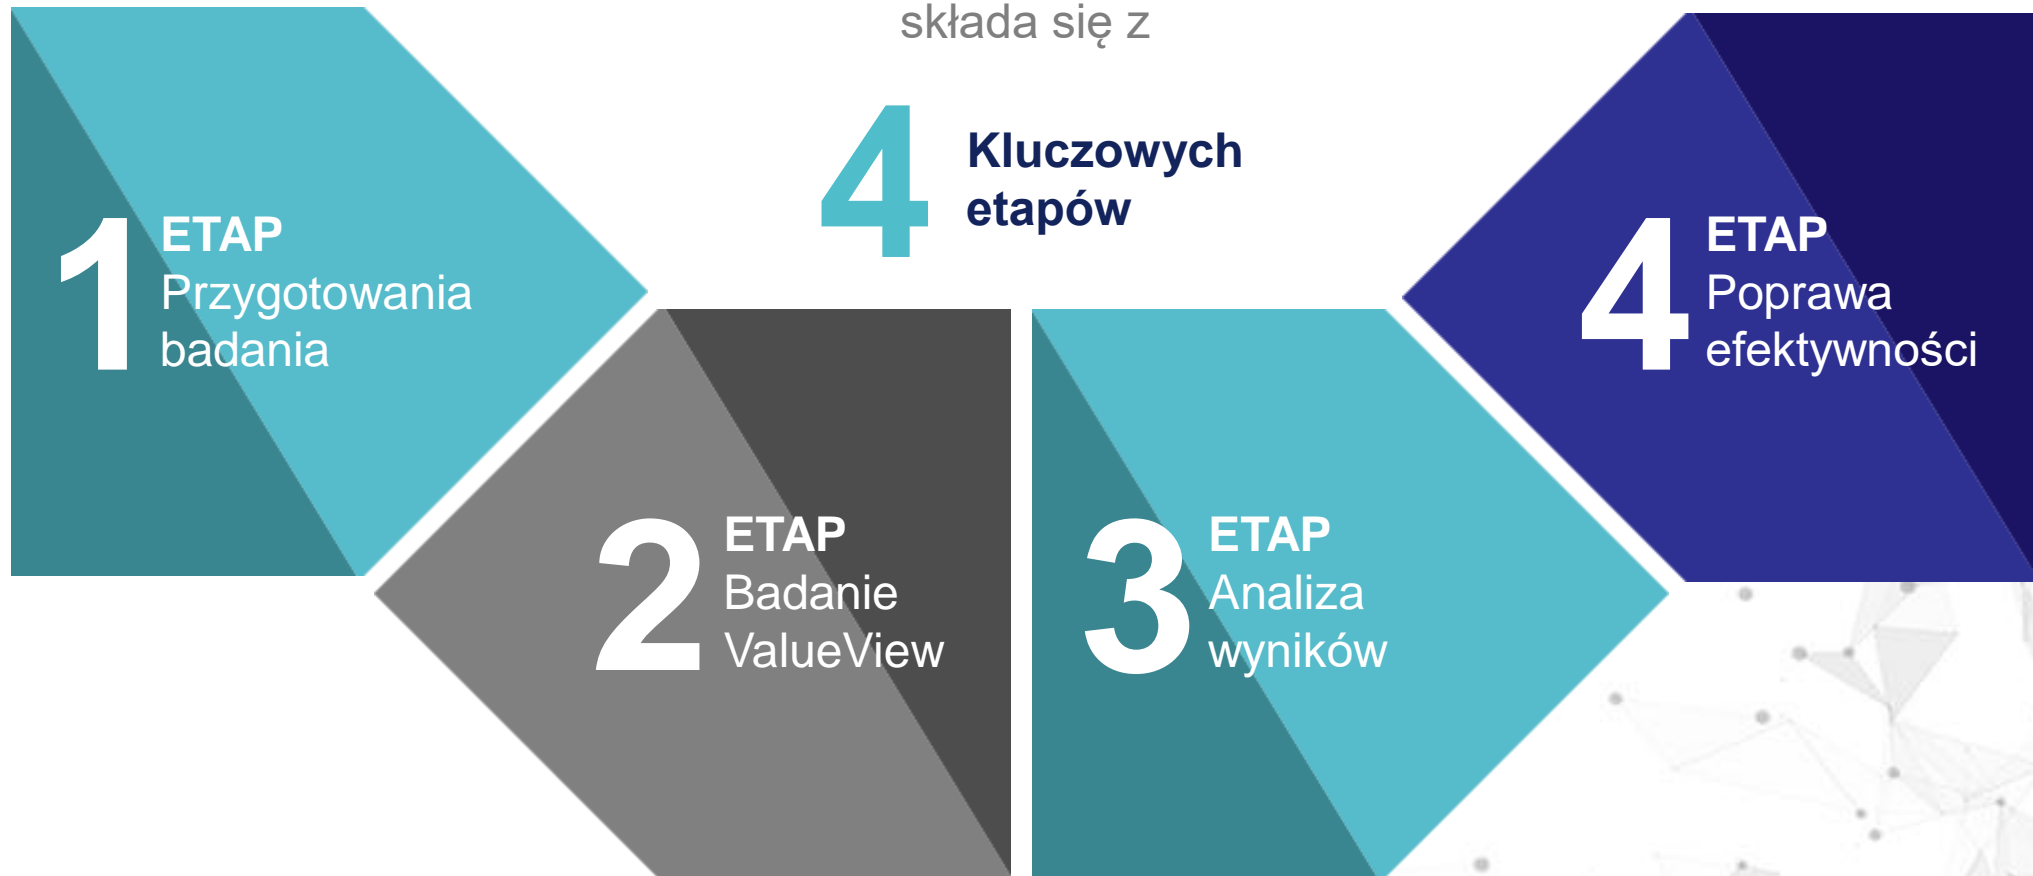 składa się z
4
Kluczowych
etapów
1
ETAP
Przygotowania
badania
2
ETAP
Badanie
ValueView
3
ETAP
Analiza
wyników
4
ETAP
Poprawa
efektywności